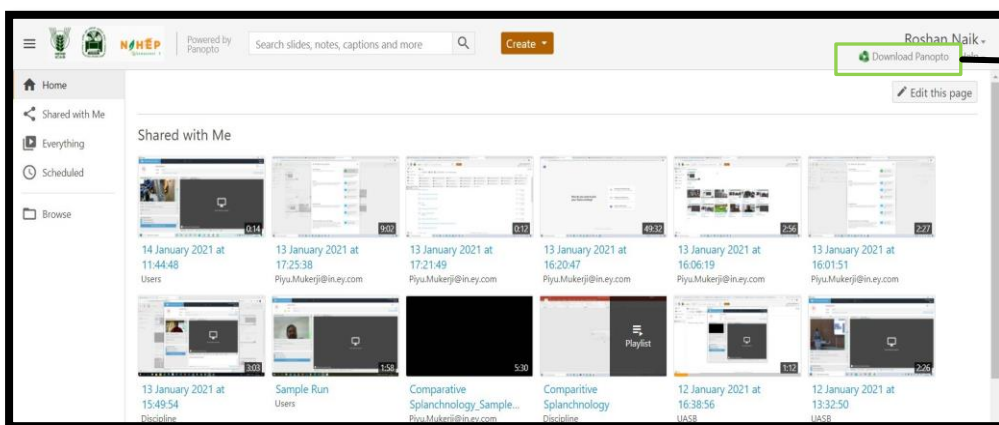 NAHEP
Powered by
Panopto
Search slides, notes, captions and more
Create
Roshan Naik
Download Panopto
Home
Edit this page
Shared with Me
Everything
Scheduled
Browse
Shared with Me
0:14
9:02
0:12
49:32
2:56
2:27
14 January 2021 at
11:44:48
Users
13 January 2021 at
17:25:38
Piyu.Mukerji@in.ey.com
13 January 2021 at
17:21:49
Piyu.Mukerji@in.ey.com
13 January 2021 at
16:20:47
Piyu.Mukerji@in.ey.com
13 January 2021 at
16:06:19
Piyu.Mukerji@in.ey.com
13 January 2021 at
16:01:51
Piyu.Mukerji@in.ey.com
3:03
1:58
5:30
Playlist
1:12
2:26
13 January 2021 at
15:49:54
Discipline
Sample Run
Users
Comparative
Splanchnology_Sample...
Piyu.Mukerji@in.ey.com
Comparitive
Splanchnology
Discipline
12 January 2021 at
16:38:56
UASB
12 January 2021 at
13:32:50
UASB